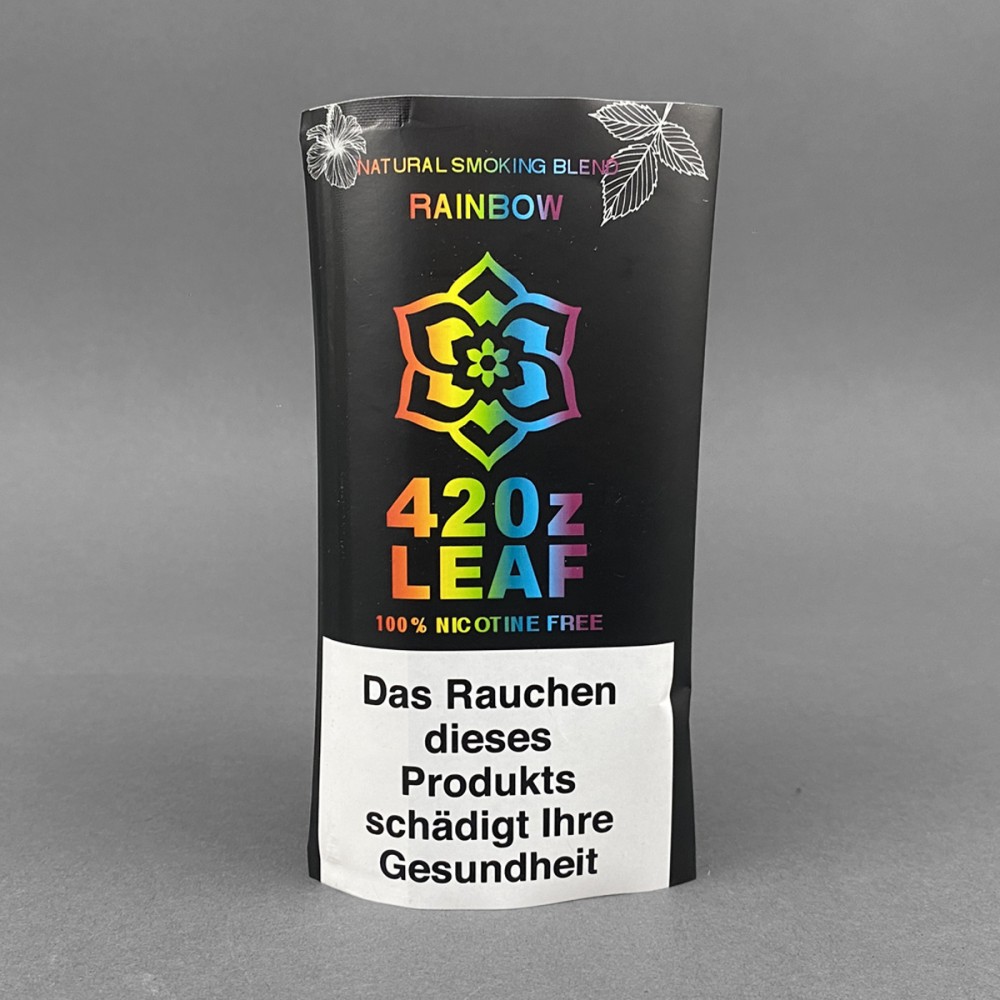 NATURAL SMOKING BLEND
RAINBOW
420z
LEAF
100% NICOTINE FREE
Das Rauchen
dieses
Produkts
schädigt Ihre
Gesundheit